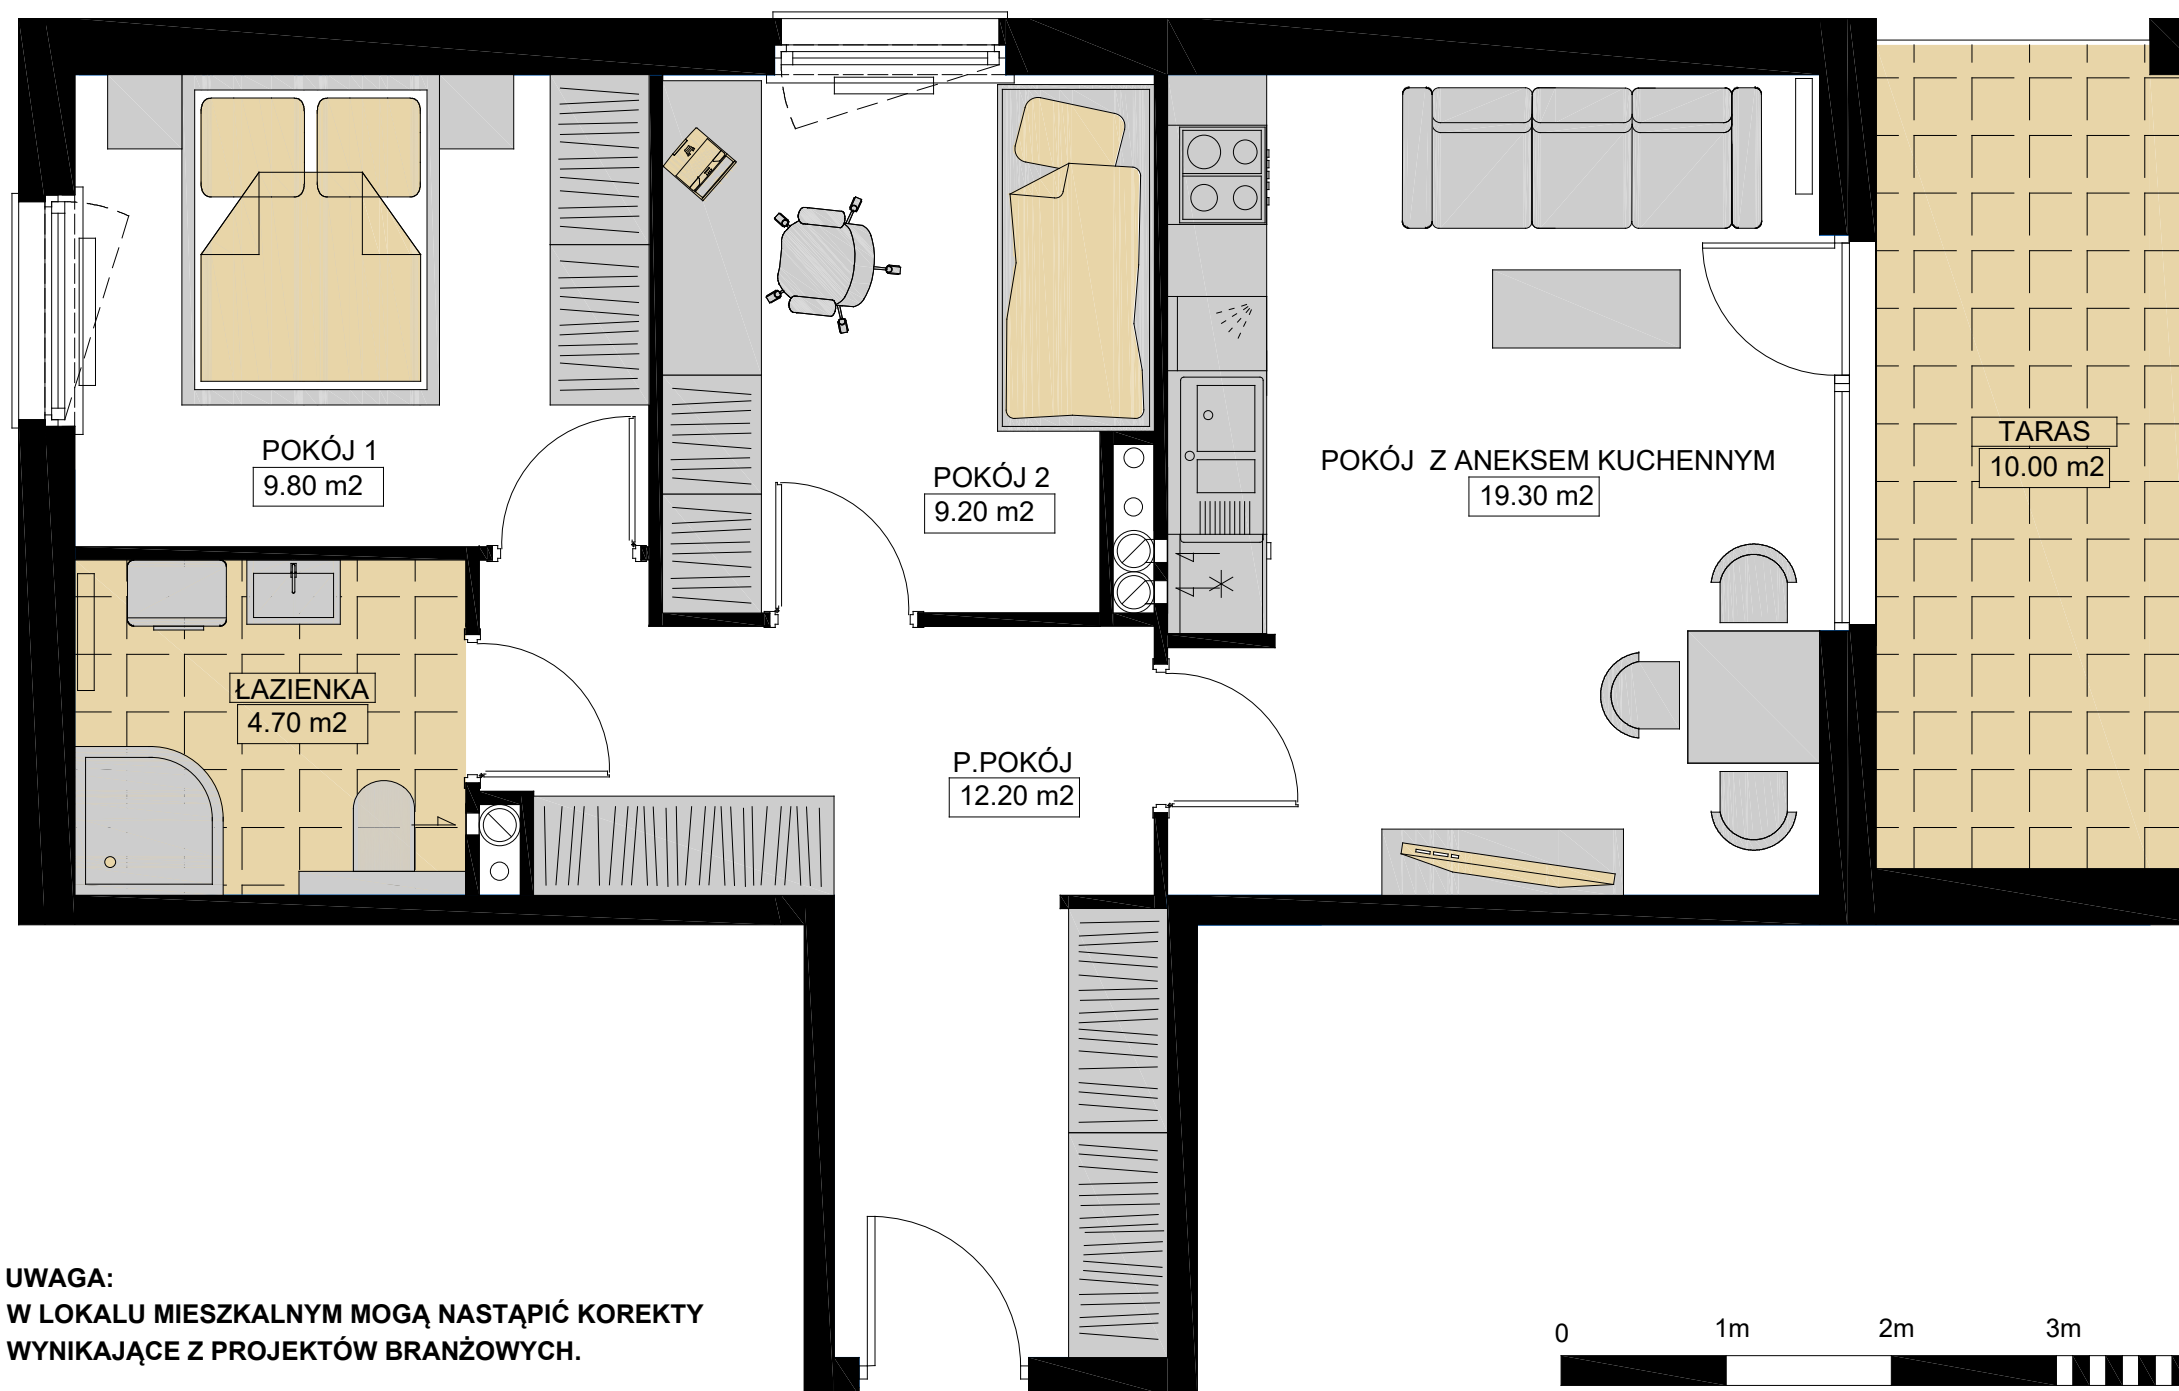 POKÓJ 1
9.80 m2
POKÓJ 2
9.20 m2
POKÓJ Z ANEKSEM KUCHENNYM
19.30 m2
TARAS
10.00 m2
ŁAZIENKA
4.70 m2
P.POKÓJ
12.20 m2
UWAGA:
W LOKALU MIESZKALNYM MOGĄ NASTĄPIĆ KOREKTY
WYNIKAJĄCE Z PROJEKTÓW BRANŻOWYCH.
0 1m 2m 3m